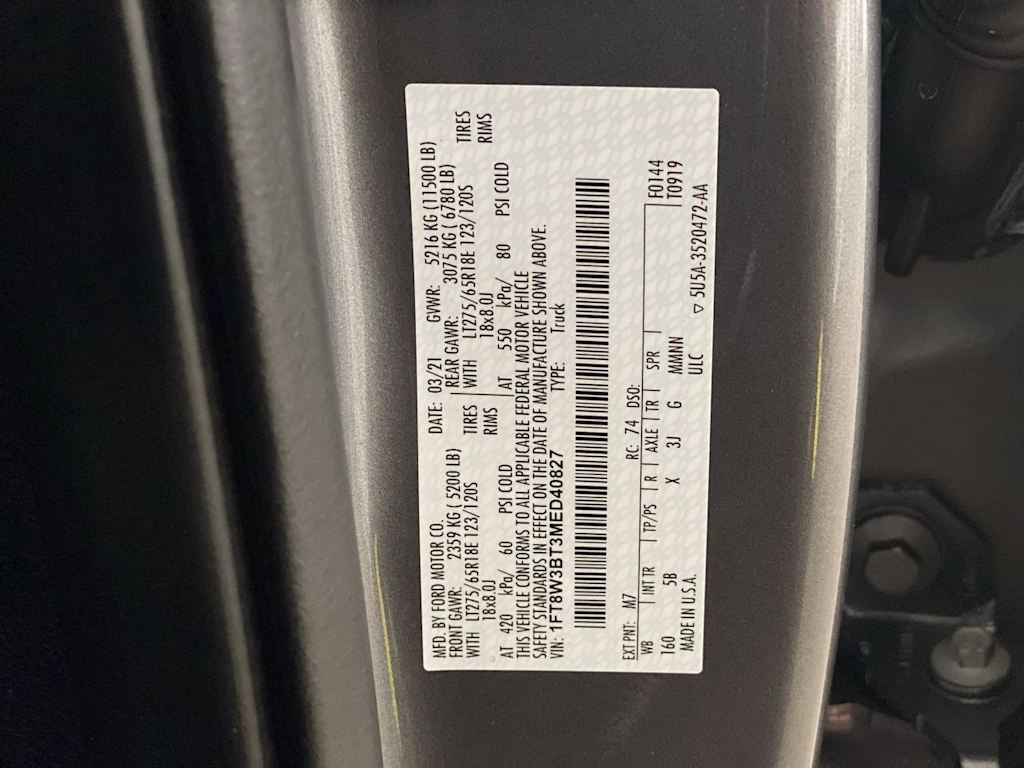 MFD. BY FORD MOTOR CO.
DATE: 03/21 GVWR: 5216 KG (11500 LB)
FRONT GAWR: 2359 KG ( 5200 LB)
REAR GAWR: 3075 KG ( 6780 LB)
WITH LT275/65R18E 123/120S TIRES
WITH LT275/65R18E 123/120S TIRES
18x8.0J RIMS
18x8.0J RIMS
AT 420 kPa/ 60 PSI COLD
AT 550 kPa/ 80 PSI COLD
THIS VEHICLE CONFORMS TO ALL APPLICABLE FEDERAL MOTOR VEHICLE
SAFETY STANDARDS IN EFFECT ON THE DATE OF MANUFACTURE SHOWN ABOVE.
VIN: 1FT8W3BT3MED40827 TYPE: Truck
EXT PNT: M7 RC: 74 DSO: F0144
WB INT TR TP/PS R AXLE TR SPR T0919
160 5B X 3J G MMNN
MADE IN U.S.A. ULC ▽ 5U5A-3520472-AA